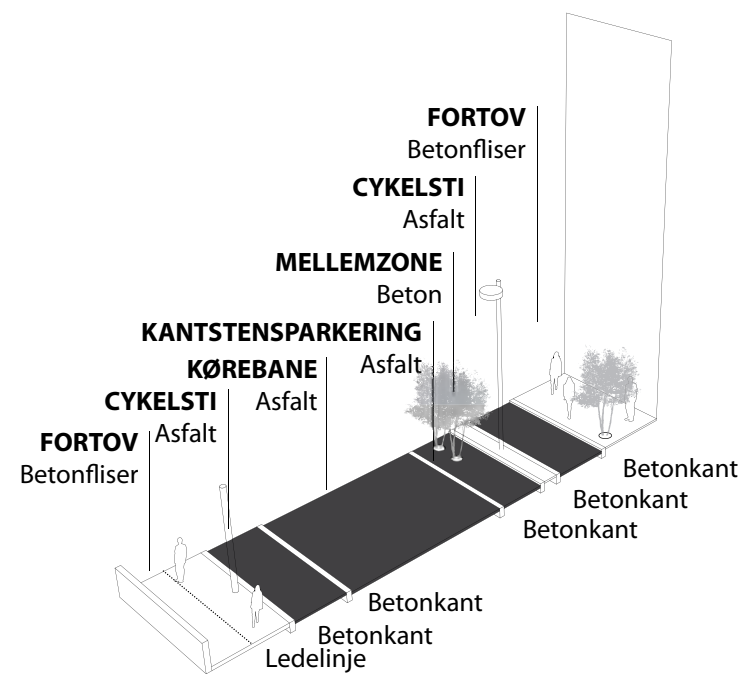 FORTOV
Betonfliser
CYKELSTI
Asfalt
MELLEMZONE
Beton
KANTSTENSPARKERING
Asfalt
KØREBANE
Asfalt
CYKELSTI
Asfalt
FORTOV
Betonfliser
Betonkant
Betonkant
Betonkant
Betonkant
Betonkant
Ledelinje